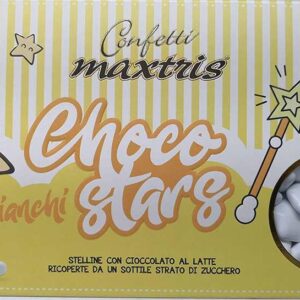 Confetti
maxtris
Choco
stars
ianchi
STELLINE CON CIOCCOLATO AL LATTE
RICOPERTE DA UN SOTTILE STRATO DI ZUCCHERO